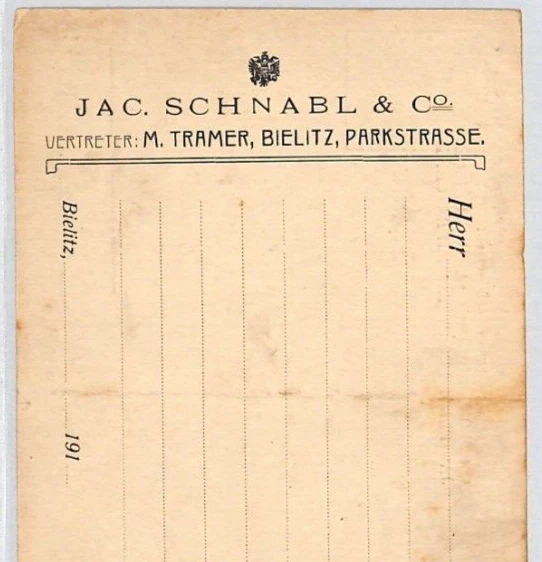 JAC. SCHNABL & Co.
VERTRETER: M. TRAMER, BIELITZ, PARKSTRASSE.
Herr
Bielitz, 191